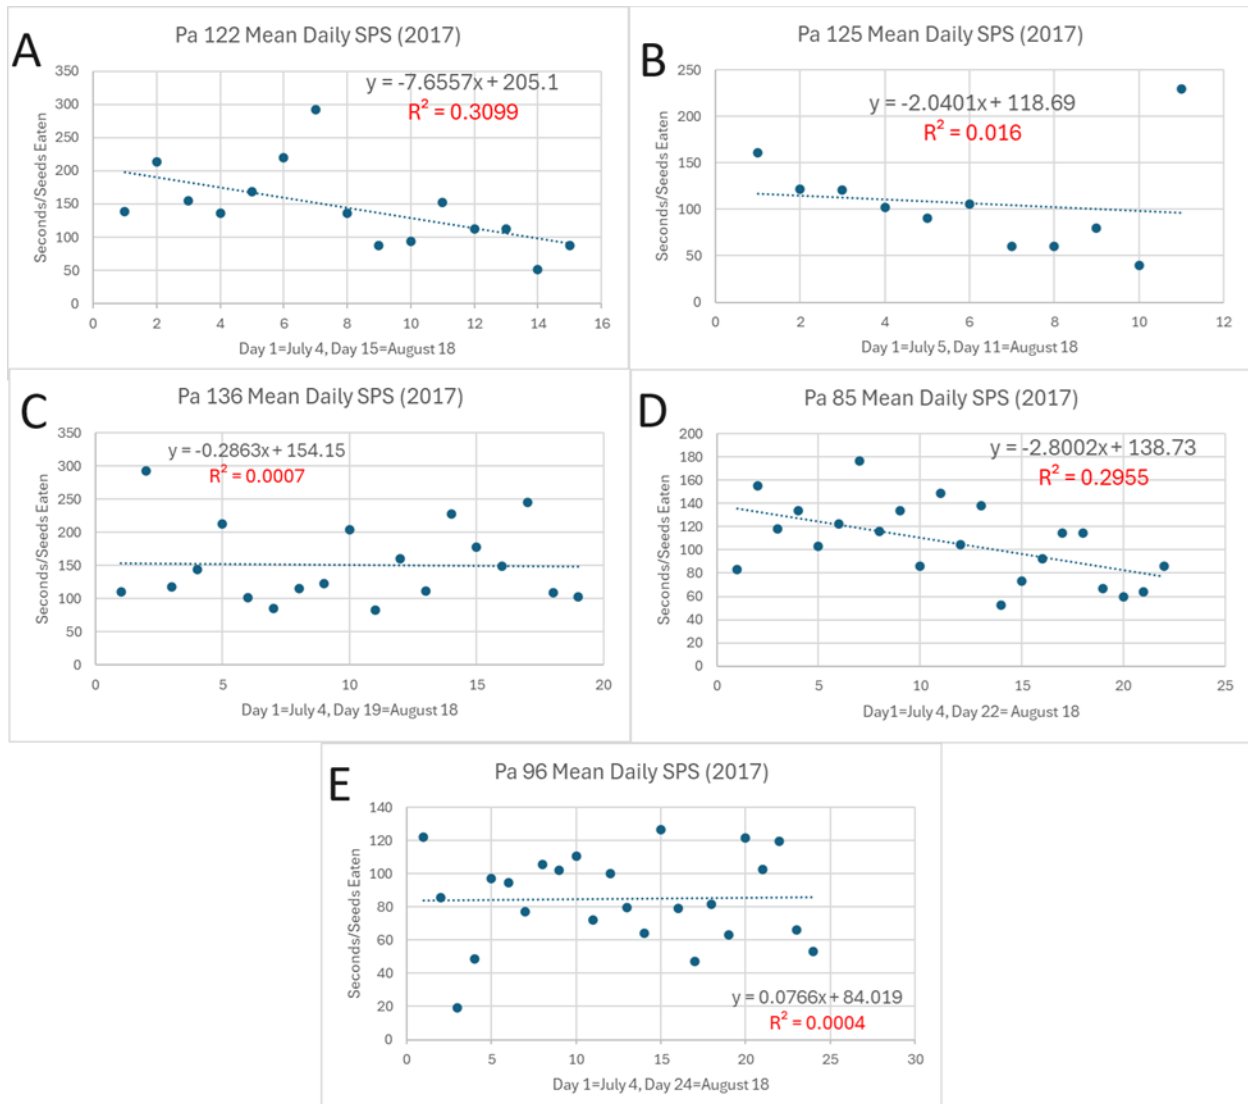 A
Pa 122 Mean Daily SPS (2017)
y = -7.6557x + 205.1
R² = 0.3099
Seconds/Seeds Eaten
350
300
250
200
150
100
50
0
0 2 4 6 8 10 12 14 16
Day 1=July 4, Day 15=August 18
B
Pa 125 Mean Daily SPS (2017)
y = -2.0401x + 118.69
R² = 0.016
Seconds/Seeds Eaten
250
200
150
100
50
0
0 2 4 6 8 10 12
Day 1=July 5, Day 11=August 18
C
Pa 136 Mean Daily SPS (2017)
y = -0.2863x + 154.15
R² = 0.0007
Seconds/Seeds Eaten
350
300
250
200
150
100
50
0
0 5 10 15 20
Day 1=July 4, Day 19=August 18
D
Pa 85 Mean Daily SPS (2017)
y = -2.8002x + 138.73
R² = 0.2955
Seconds/Seeds Eaten
200
180
160
140
120
100
80
60
40
20
0
0 5 10 15 20 25
Day1=July 4, Day 22= August 18
E
Pa 96 Mean Daily SPS (2017)
Seconds/Seeds Eaten
140
120
100
80
60
40
20
0
y = 0.0766x + 84.019
R² = 0.0004
0 5 10 15 20 25 30
Day 1=July 4, Day 24=August 18